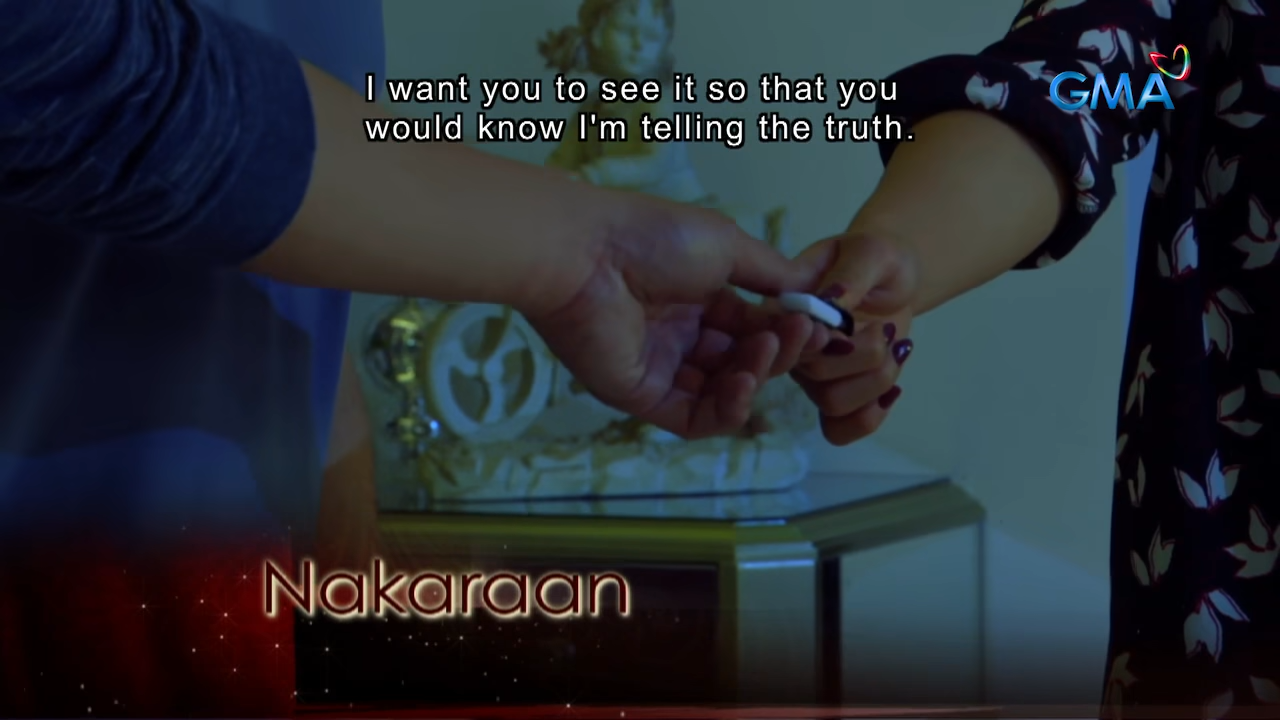 I want you to see it so that you
would know I'm telling the truth.
GMA
Nakaraan